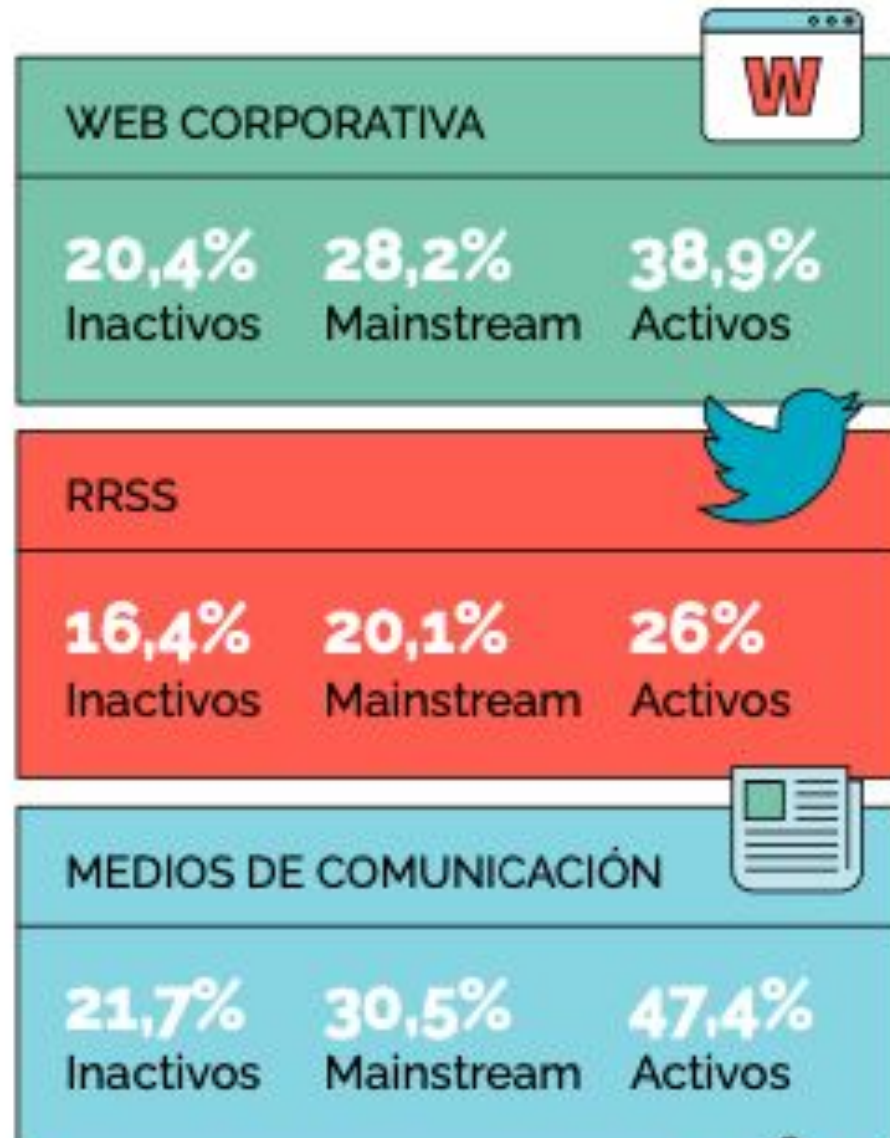 W
WEB CORPORATIVA
20,4% 28,2% 38,9%
Inactivos Mainstream Activos
RRSS
16,4% 20,1% 26%
Inactivos Mainstream Activos
MEDIOS DE COMUNICACIÓN
21,7% 30,5% 47,4%
Inactivos Mainstream Activos